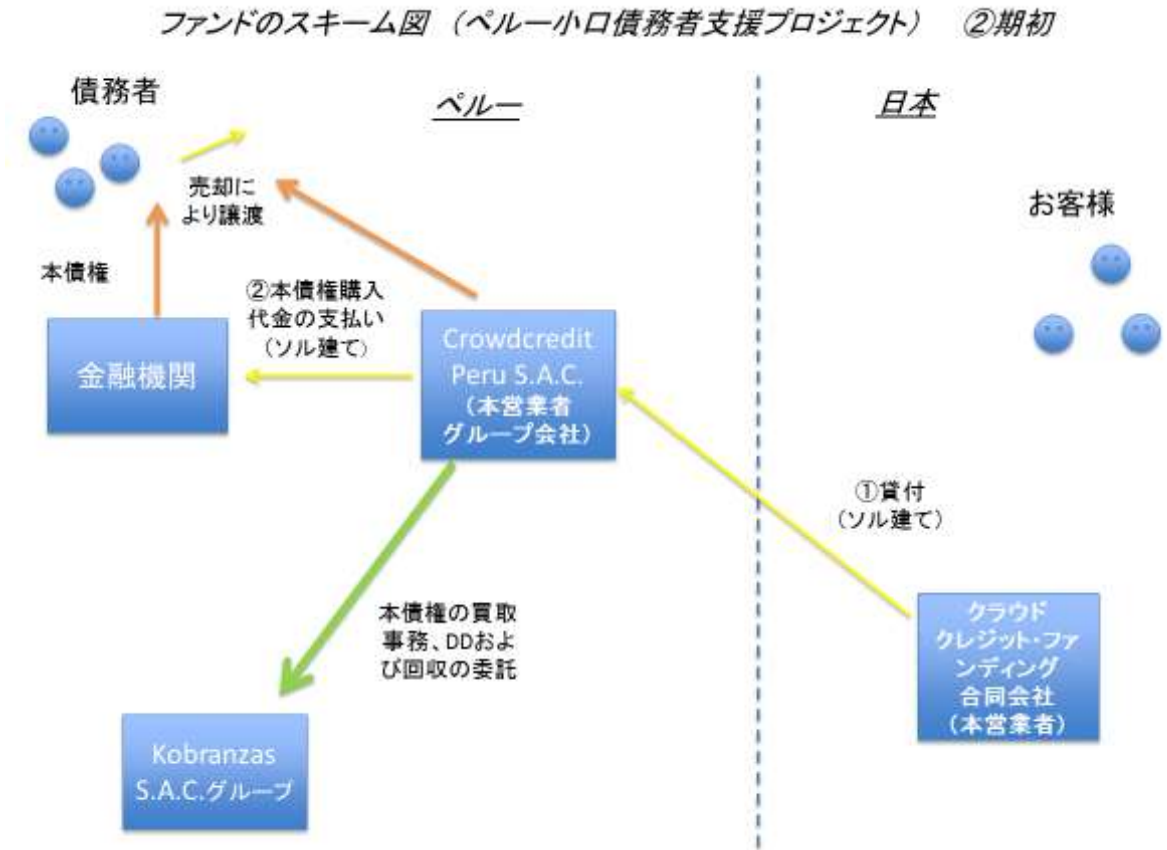 ファンドのスキーム図（ペルー小口債務者支援プロジェクト） ②期初
債務者
ペルー
日本
売却に
より譲渡
お客様
本債権
②本債権購入
代金の支払い
（ソル建て）
金融機関
Crowdcredit
Peru S.A.C.
（本営業者
グループ会社）
①貸付
（ソル建て）
本債権の買取
事務、DDおよ
び回収の委託
クラウド
クレジット・ファ
ンディング
合同会社
（本営業者）
Kobranzas
S.A.C.グループ